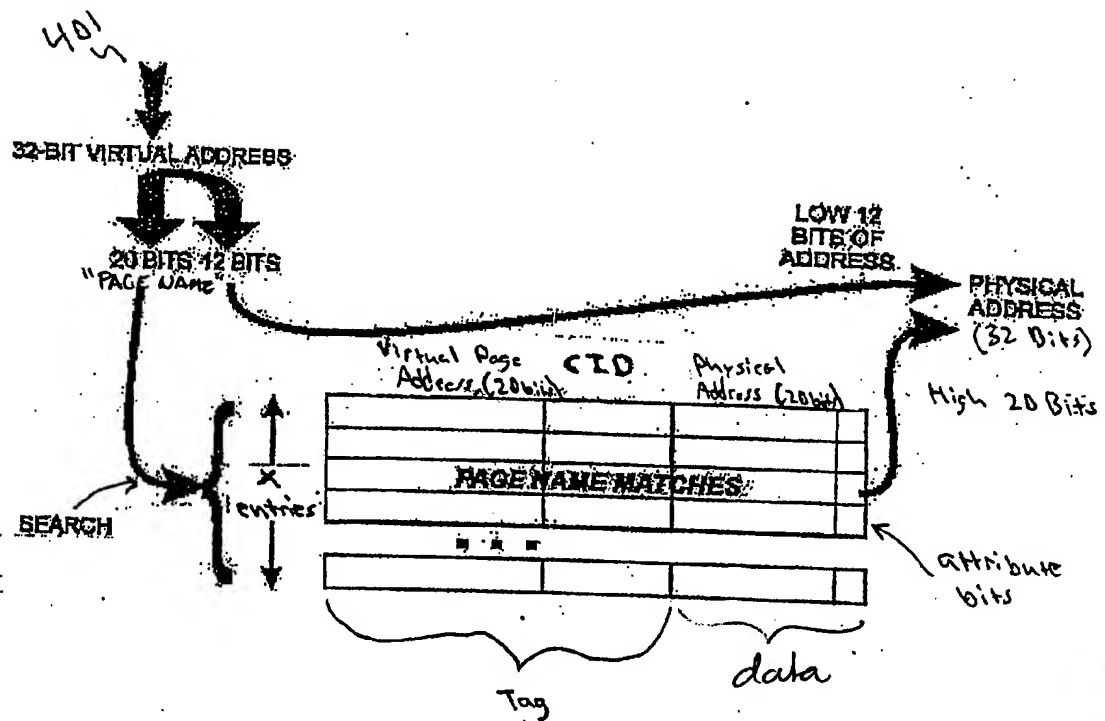 401
32-BIT VIRTUAL ADDRESS
20 BITS 12 BITS
"PAGE NAME"
LOW 12
BITS OF
ADDRESS
PHYSICAL
ADDRESS
(32 Bits)
High 20 Bits
Virtual Page
Address (20 bits)
CID
Physical
Address (20 bits)
PAGE NAME MATCHES
X
entries
SEARCH
attribute
bits
Tag
data